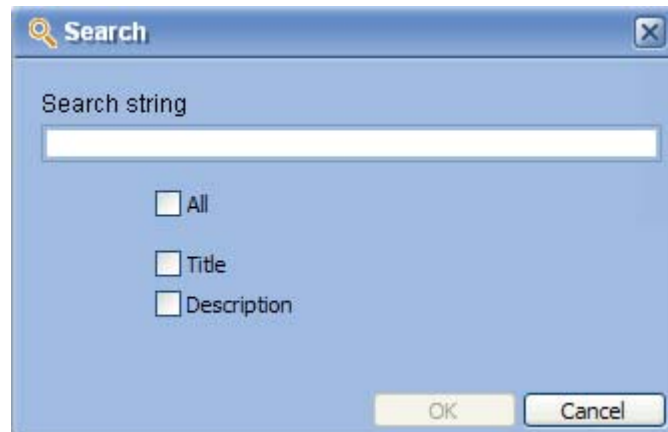 Search
Search string
All
Title
Description
OK Cancel